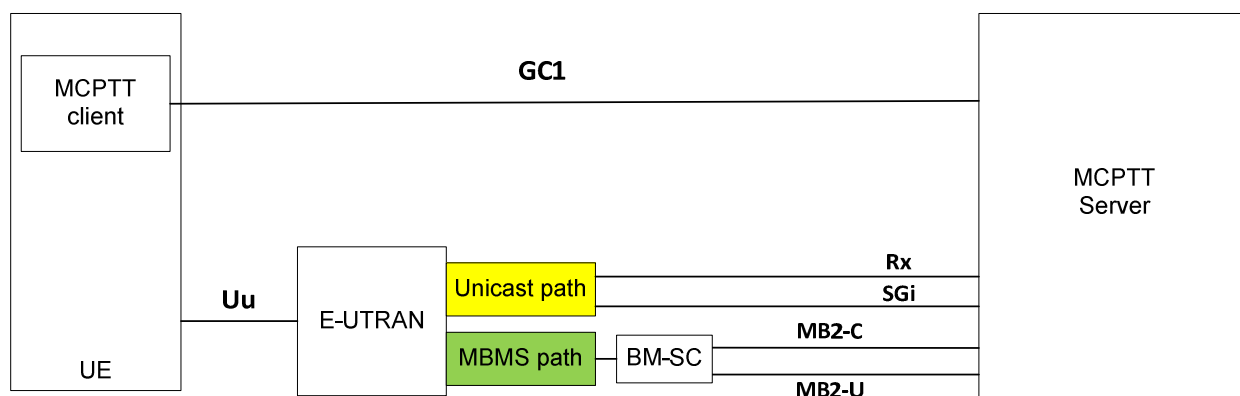 GC1
MCPTT
client
MCPTT
Server
Rx
Unicast path
SGi
Uu
E-UTRAN
MB2-C
MBMS path
BM-SC
UE
MB2-U